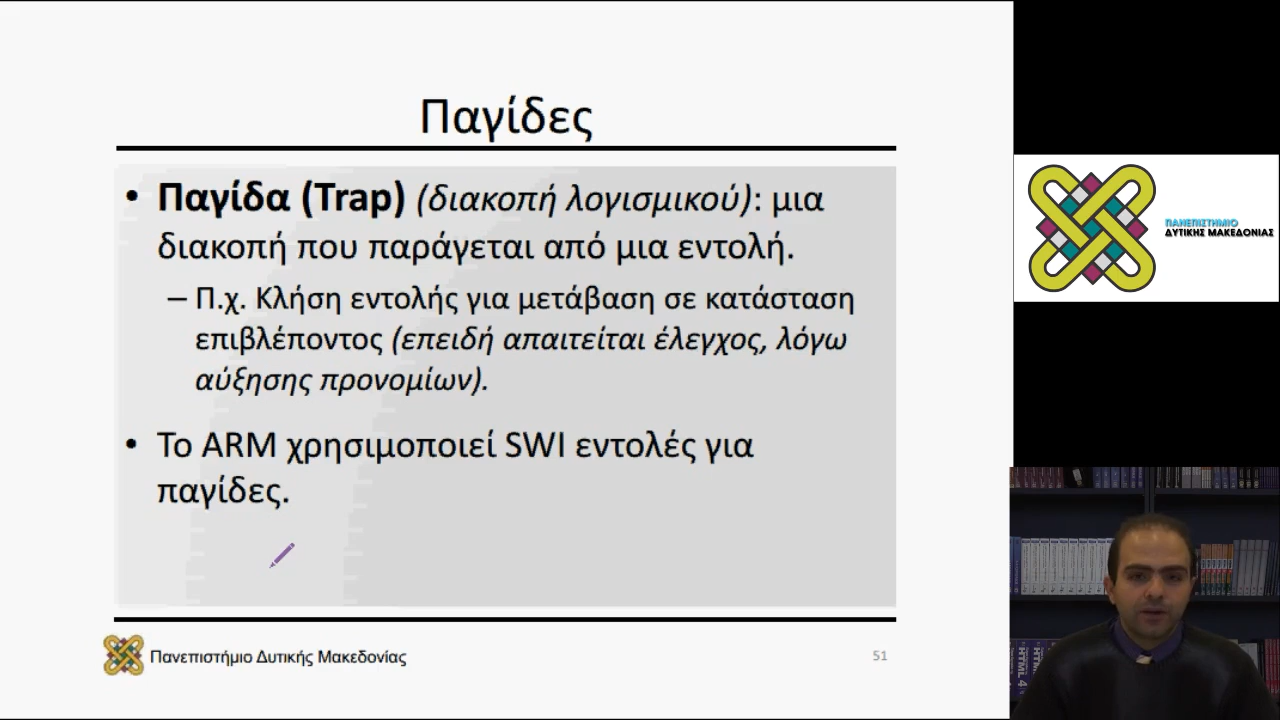 Παγίδες
• Παγίδα (Trap) (διακοπή λογισμικού): μια
διακοπή που παράγεται από μια εντολή.
– Π.χ. Κλήση εντολής για μετάβαση σε κατάσταση
επιβλέποντος (επειδή απαιτείται έλεγχος, λόγω
αύξησης προνομίων).
• Το ARM χρησιμοποιεί SWI εντολές για
παγίδες.
Πανεπιστήμιο Δυτικής Μακεδονίας
51
ΠΑΝΕΠΙΣΤΗΜΙΟ
ΔΥΤΙΚΗΣ ΜΑΚΕΔΟΝΙΑΣ
HTML 4